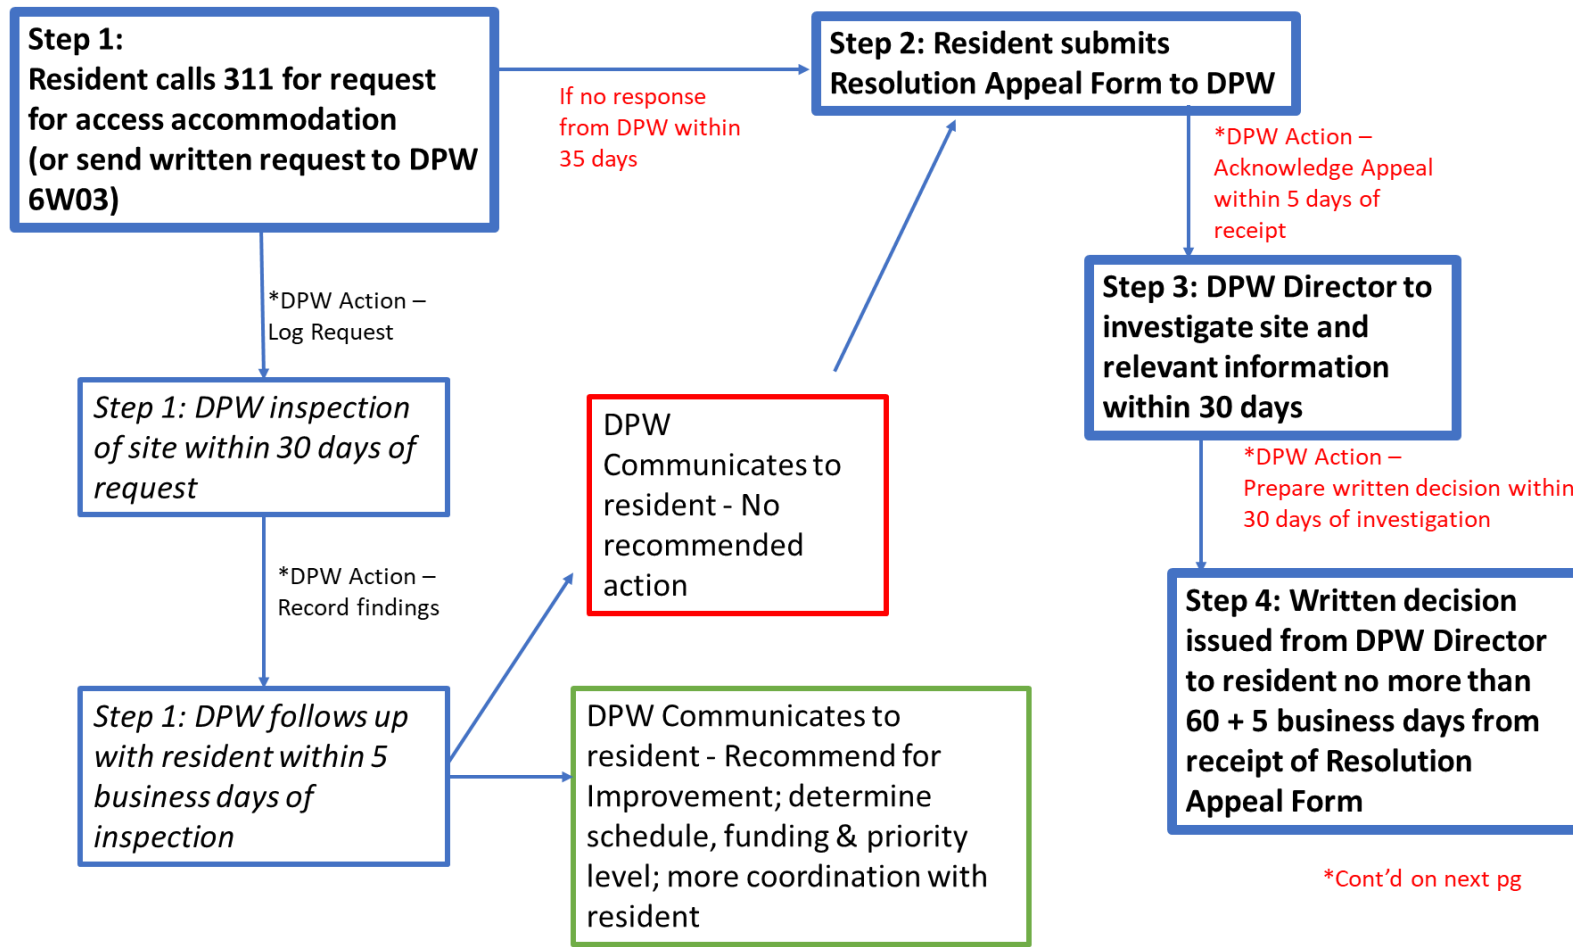 Step 1:
Resident calls 311 for request
for access accommodation
(or send written request to DPW
6W03)
If no response
from DPW within
35 days
Step 2: Resident submits
Resolution Appeal Form to DPW
*DPW Action –
Acknowledge Appeal
within 5 days of
receipt
*DPW Action –
Log Request
Step 3: DPW Director to
investigate site and
relevant information
within 30 days
Step 1: DPW inspection
of site within 30 days of
request
DPW
Communicates to
resident - No
recommended
action
*DPW Action –
Prepare written decision within
30 days of investigation
*DPW Action –
Record findings
Step 4: Written decision
issued from DPW Director
to resident no more than
60 + 5 business days from
receipt of Resolution
Appeal Form
Step 1: DPW follows up
with resident within 5
business days of
inspection
DPW Communicates to
resident - Recommend for
Improvement; determine
schedule, funding & priority
level; more coordination with
resident
*Cont’d on next pg